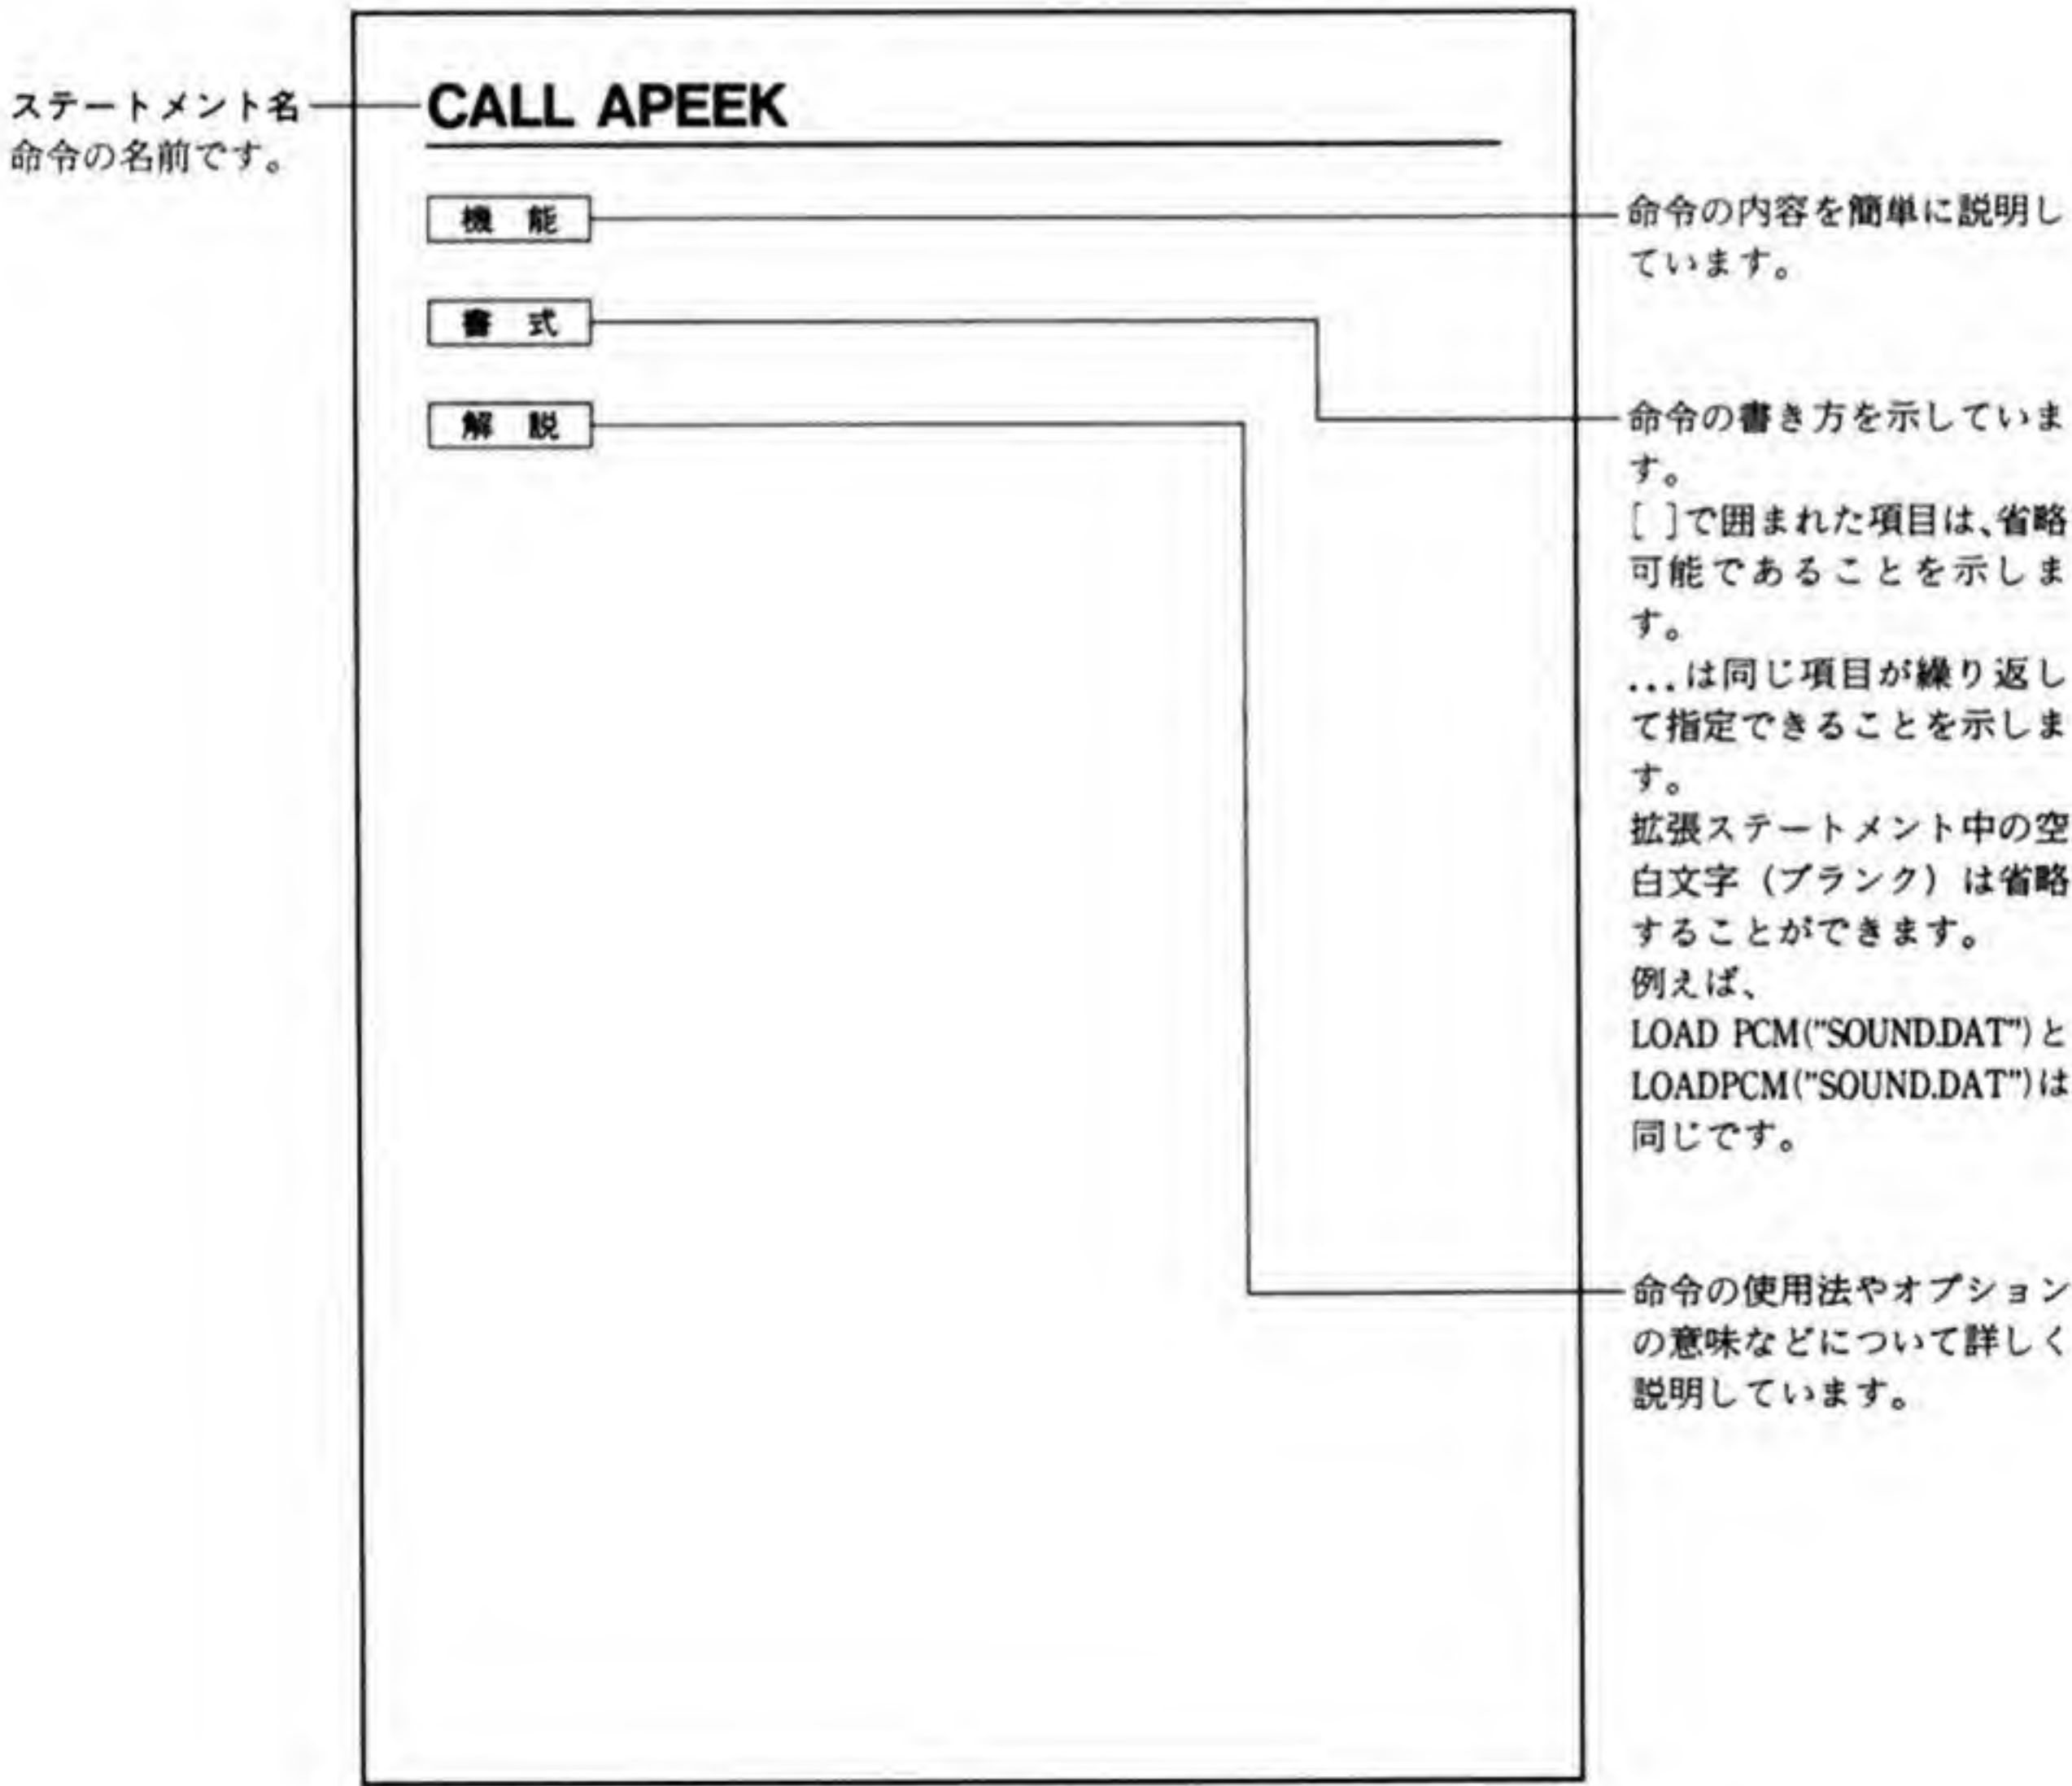 ステートメント名
命令の名前です。
CALL APEEK
機 能
命令の内容を簡単に説明し
ています。
書 式
命令の書き方を示していま
す。
[ ]で囲まれた項目は、省略
可能であることを示しま
す。
...は同じ項目が繰り返し
て指定できることを示しま
す。
拡張ステートメント中の空
白文字（ブランク）は省略
することができます。
例えば、
LOAD PCM("SOUND.DAT")と
LOADPCM("SOUND.DAT")は
同じです。
解 説
命令の使用法やオプション
の意味などについて詳しく
説明しています。